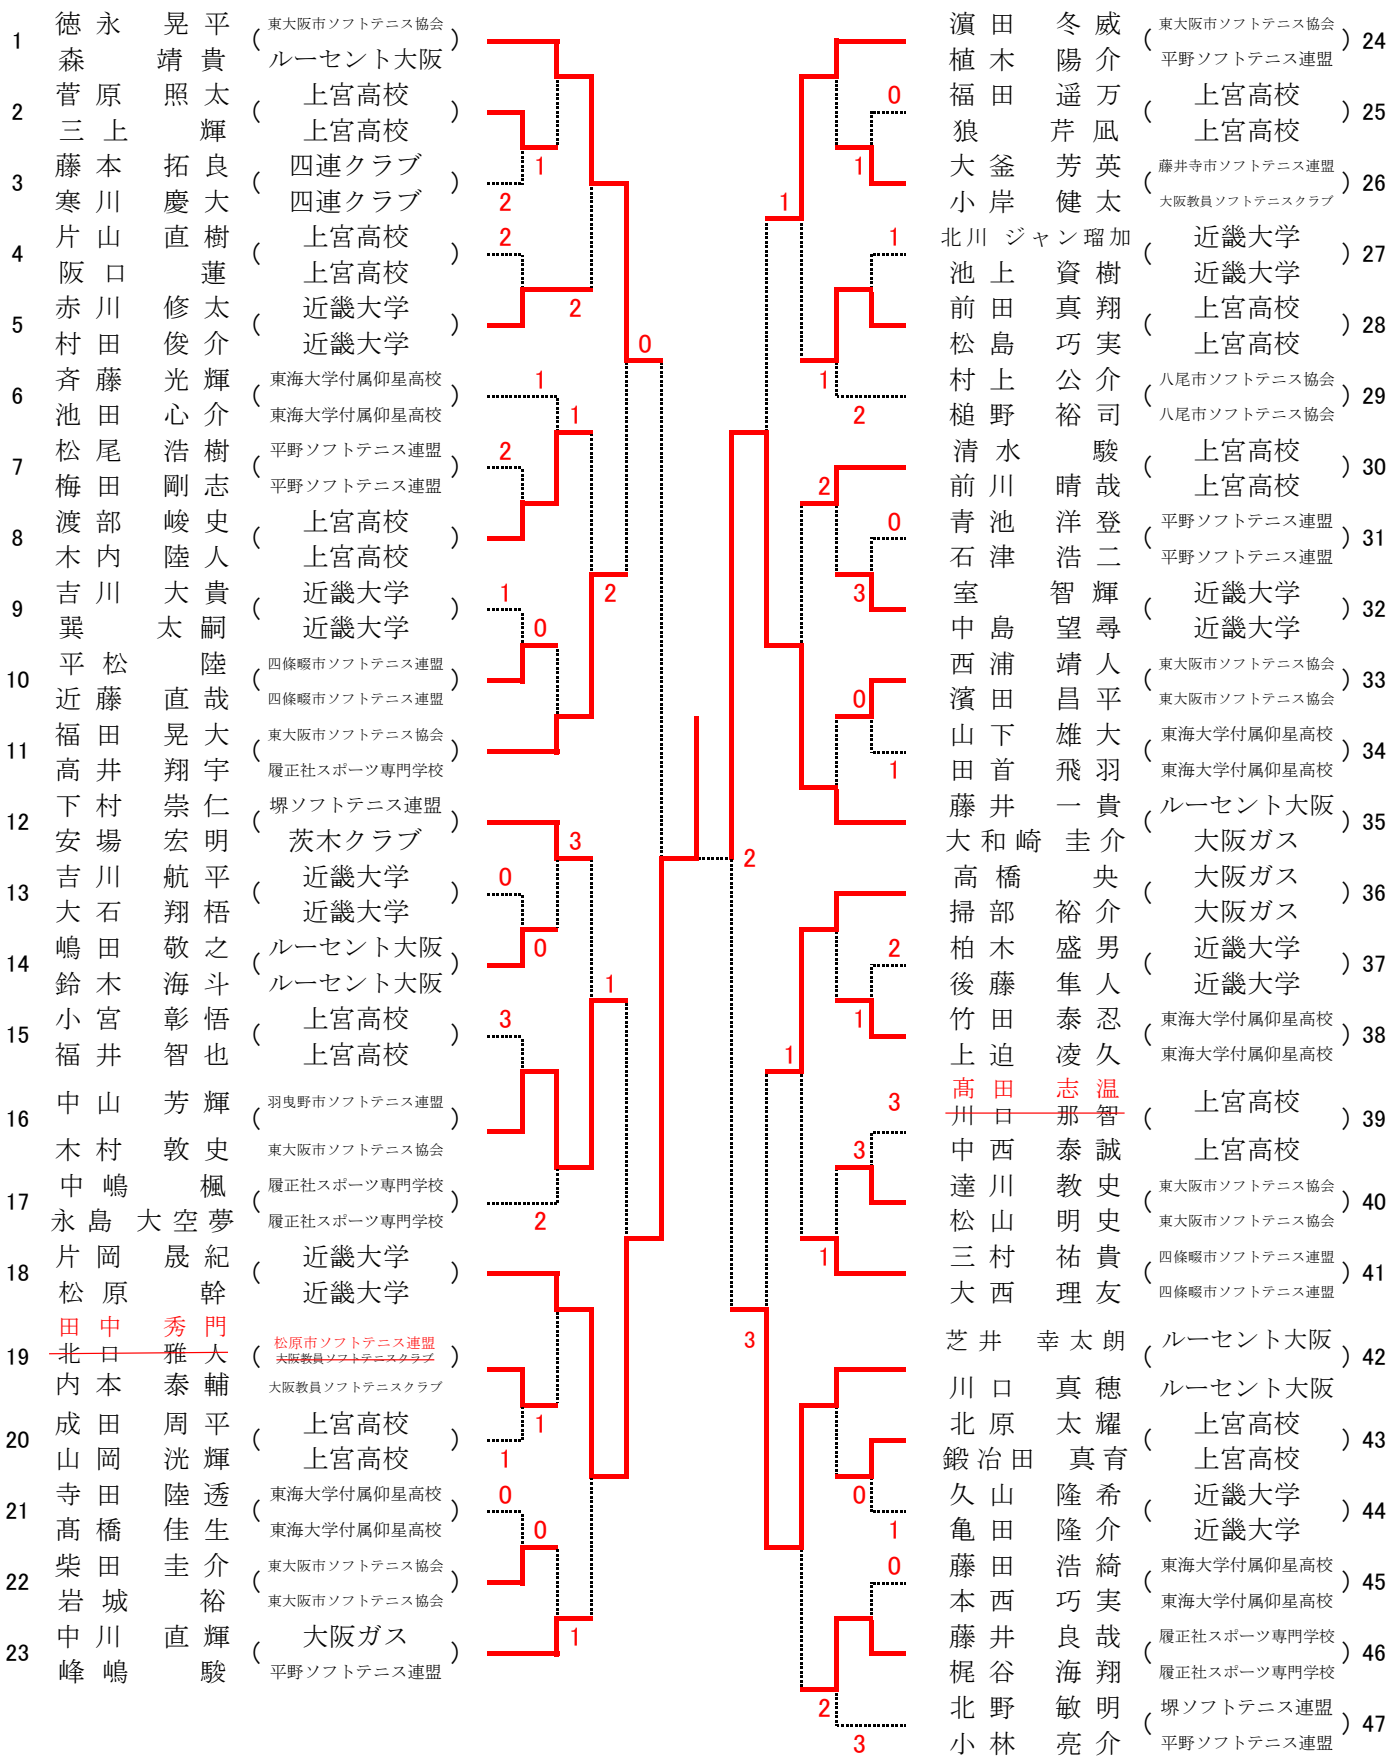 1 徳永 晃平 (東大阪市ソフトテニス協会)
森 靖貴 ルーセント大阪
2 菅原 照太 (上宮高校)
三上 輝 上宮高校
1
3 藤本 拓良 (四連クラブ)
寒川 慶大 四連クラブ
2
4 片山 直樹 (上宮高校)
2
阪口 蓮 上宮高校
5 赤川 修太 (近畿大学)
2
村田 俊介 近畿大学
0
6 斉藤 光輝 (東海大学付属仰星高校)
1
池田 心介 東海大学付属仰星高校
1
7 松尾 浩樹 (平野ソフトテニス連盟)
2
梅田 剛志 平野ソフトテニス連盟
8 渡部 峻史 (上宮高校)
木内 陸人 上宮高校
9 吉川 大貴 (近畿大学)
1
2
巽 太嗣 近畿大学
0
10 平松 陸 (四條畷市ソフトテニス連盟)
近藤 直哉 四條畷市ソフトテニス連盟
11 福田 晃大 (東大阪市ソフトテニス協会)
高井 翔宇 履正社スポーツ専門学校
12 下村 崇仁 (堺ソフトテニス連盟)
安場 宏明 茨木クラブ
3
13 吉川 航平 (近畿大学)
0
大石 翔梧 近畿大学
14 嶋田 敬之 (ルーセント大阪)
0
鈴木 海斗 ルーセント大阪
1
15 小宮 彰悟 (上宮高校)
3
福井 智也 上宮高校
16 中山 芳輝 (羽曳野市ソフトテニス連盟)
木村 敦史 東大阪市ソフトテニス協会
17 中嶋 楓 (履正社スポーツ専門学校)
永島 大空夢 履正社スポーツ専門学校
2
18 片岡 晟紀 (近畿大学)
松原 幹 近畿大学
田中 秀門 松原市ソフトテニス連盟
19 北口 雅人 (大阪教員ソフトテニスクラブ)
内本 泰輔 大阪教員ソフトテニスクラブ
20 成田 周平 (上宮高校)
1
山岡 洸輝 上宮高校
1
21 寺田 陸透 (東海大学付属仰星高校)
0
髙橋 佳生 東海大学付属仰星高校
0
22 柴田 圭介 (東大阪市ソフトテニス協会)
岩城 裕 東大阪市ソフトテニス協会
23 中川 直輝 (大阪ガス)
1
峰嶋 駿 平野ソフトテニス連盟
濵田 冬威 (東大阪市ソフトテニス協会) 24
植木 陽介 平野ソフトテニス連盟
0
福田 遥万 (上宮高校) 25
狼 芹凪 上宮高校
1
大釜 芳英 (藤井寺市ソフトテニス連盟) 26
小岸 健太 大阪教員ソフトテニスクラブ
1
1
北川 ジャン瑠加 (近畿大学) 27
池上 資樹 近畿大学
前田 真翔 (上宮高校) 28
松島 巧実 上宮高校
1
村上 公介 (八尾市ソフトテニス協会) 29
槌野 裕司 八尾市ソフトテニス協会
2
清水 駿 (上宮高校) 30
前川 晴哉 上宮高校
2
0
青池 洋登 (平野ソフトテニス連盟) 31
石津 浩二 平野ソフトテニス連盟
3
室 智輝 (近畿大学) 32
中島 望尋 近畿大学
西浦 靖人 (東大阪市ソフトテニス協会) 33
濱田 昌平 東大阪市ソフトテニス協会
0
山下 雄大 (東海大学付属仰星高校) 34
田首 飛羽 東海大学付属仰星高校
1
藤井 一貴 (ルーセント大阪) 35
大和崎 圭介 大阪ガス
2
高橋 央 (大阪ガス) 36
掃部 裕介 大阪ガス
2
柏木 盛男 (近畿大学) 37
後藤 隼人 近畿大学
1
竹田 泰忍 (東海大学付属仰星高校) 38
上迫 凌久 東海大学付属仰星高校
1
髙田 志温 上宮高校
3
川口 那智 ( ) 39
中西 泰誠 上宮高校
3
達川 教史 (東大阪市ソフトテニス協会) 40
松山 明史 東大阪市ソフトテニス協会
1
三村 祐貴 (四條畷市ソフトテニス連盟) 41
大西 理友 四條畷市ソフトテニス連盟
3
芝井 幸太朗 (ルーセント大阪) 42
川口 真穂 ルーセント大阪
北原 太耀 (上宮高校) 43
鍛冶田 真育 上宮高校
0
久山 隆希 (近畿大学) 44
亀田 隆介 近畿大学
1
0
藤田 浩綺 (東海大学付属仰星高校) 45
本西 巧実 東海大学付属仰星高校
藤井 良哉 (履正社スポーツ専門学校) 46
梶谷 海翔 履正社スポーツ専門学校
2
北野 敏明 (堺ソフトテニス連盟) 47
小林 亮介 平野ソフトテニス連盟
3